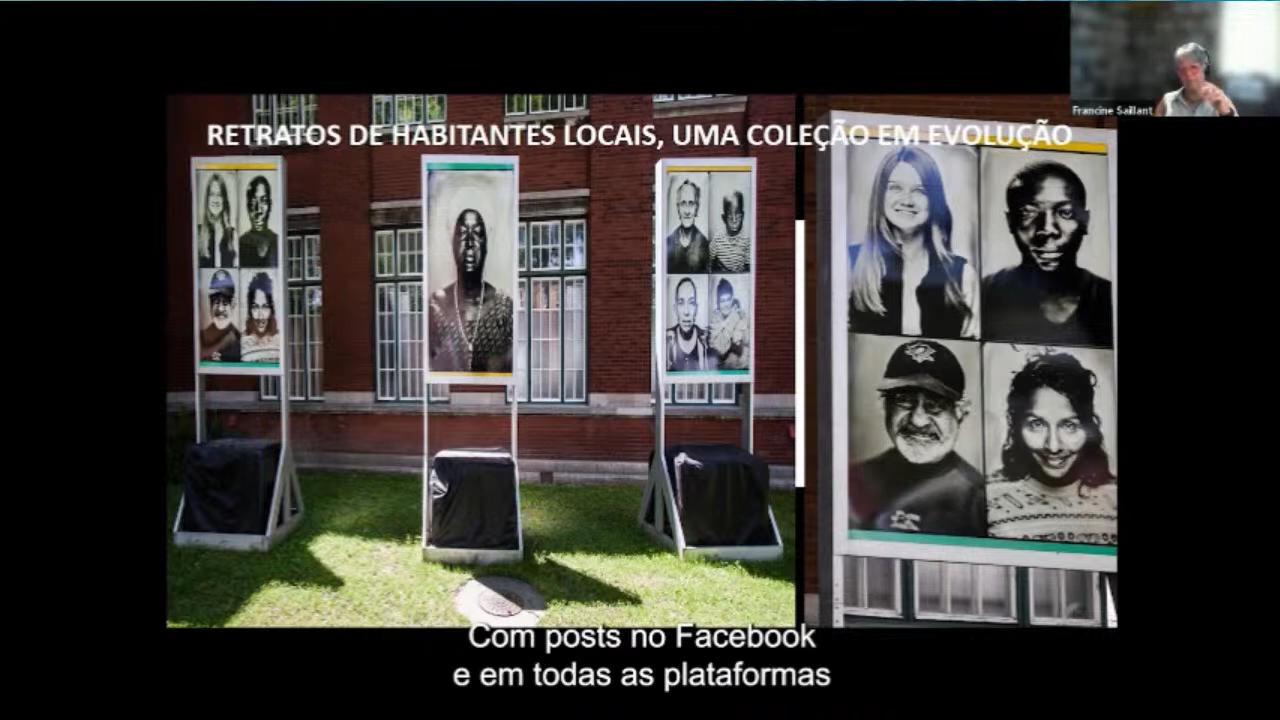 Francine Saillant
RETRATOS DE HABITANTES LOCAIS, UMA COLEÇÃO EM EVOLUÇÃO
Com posts no Facebook
e em todas as plataformas